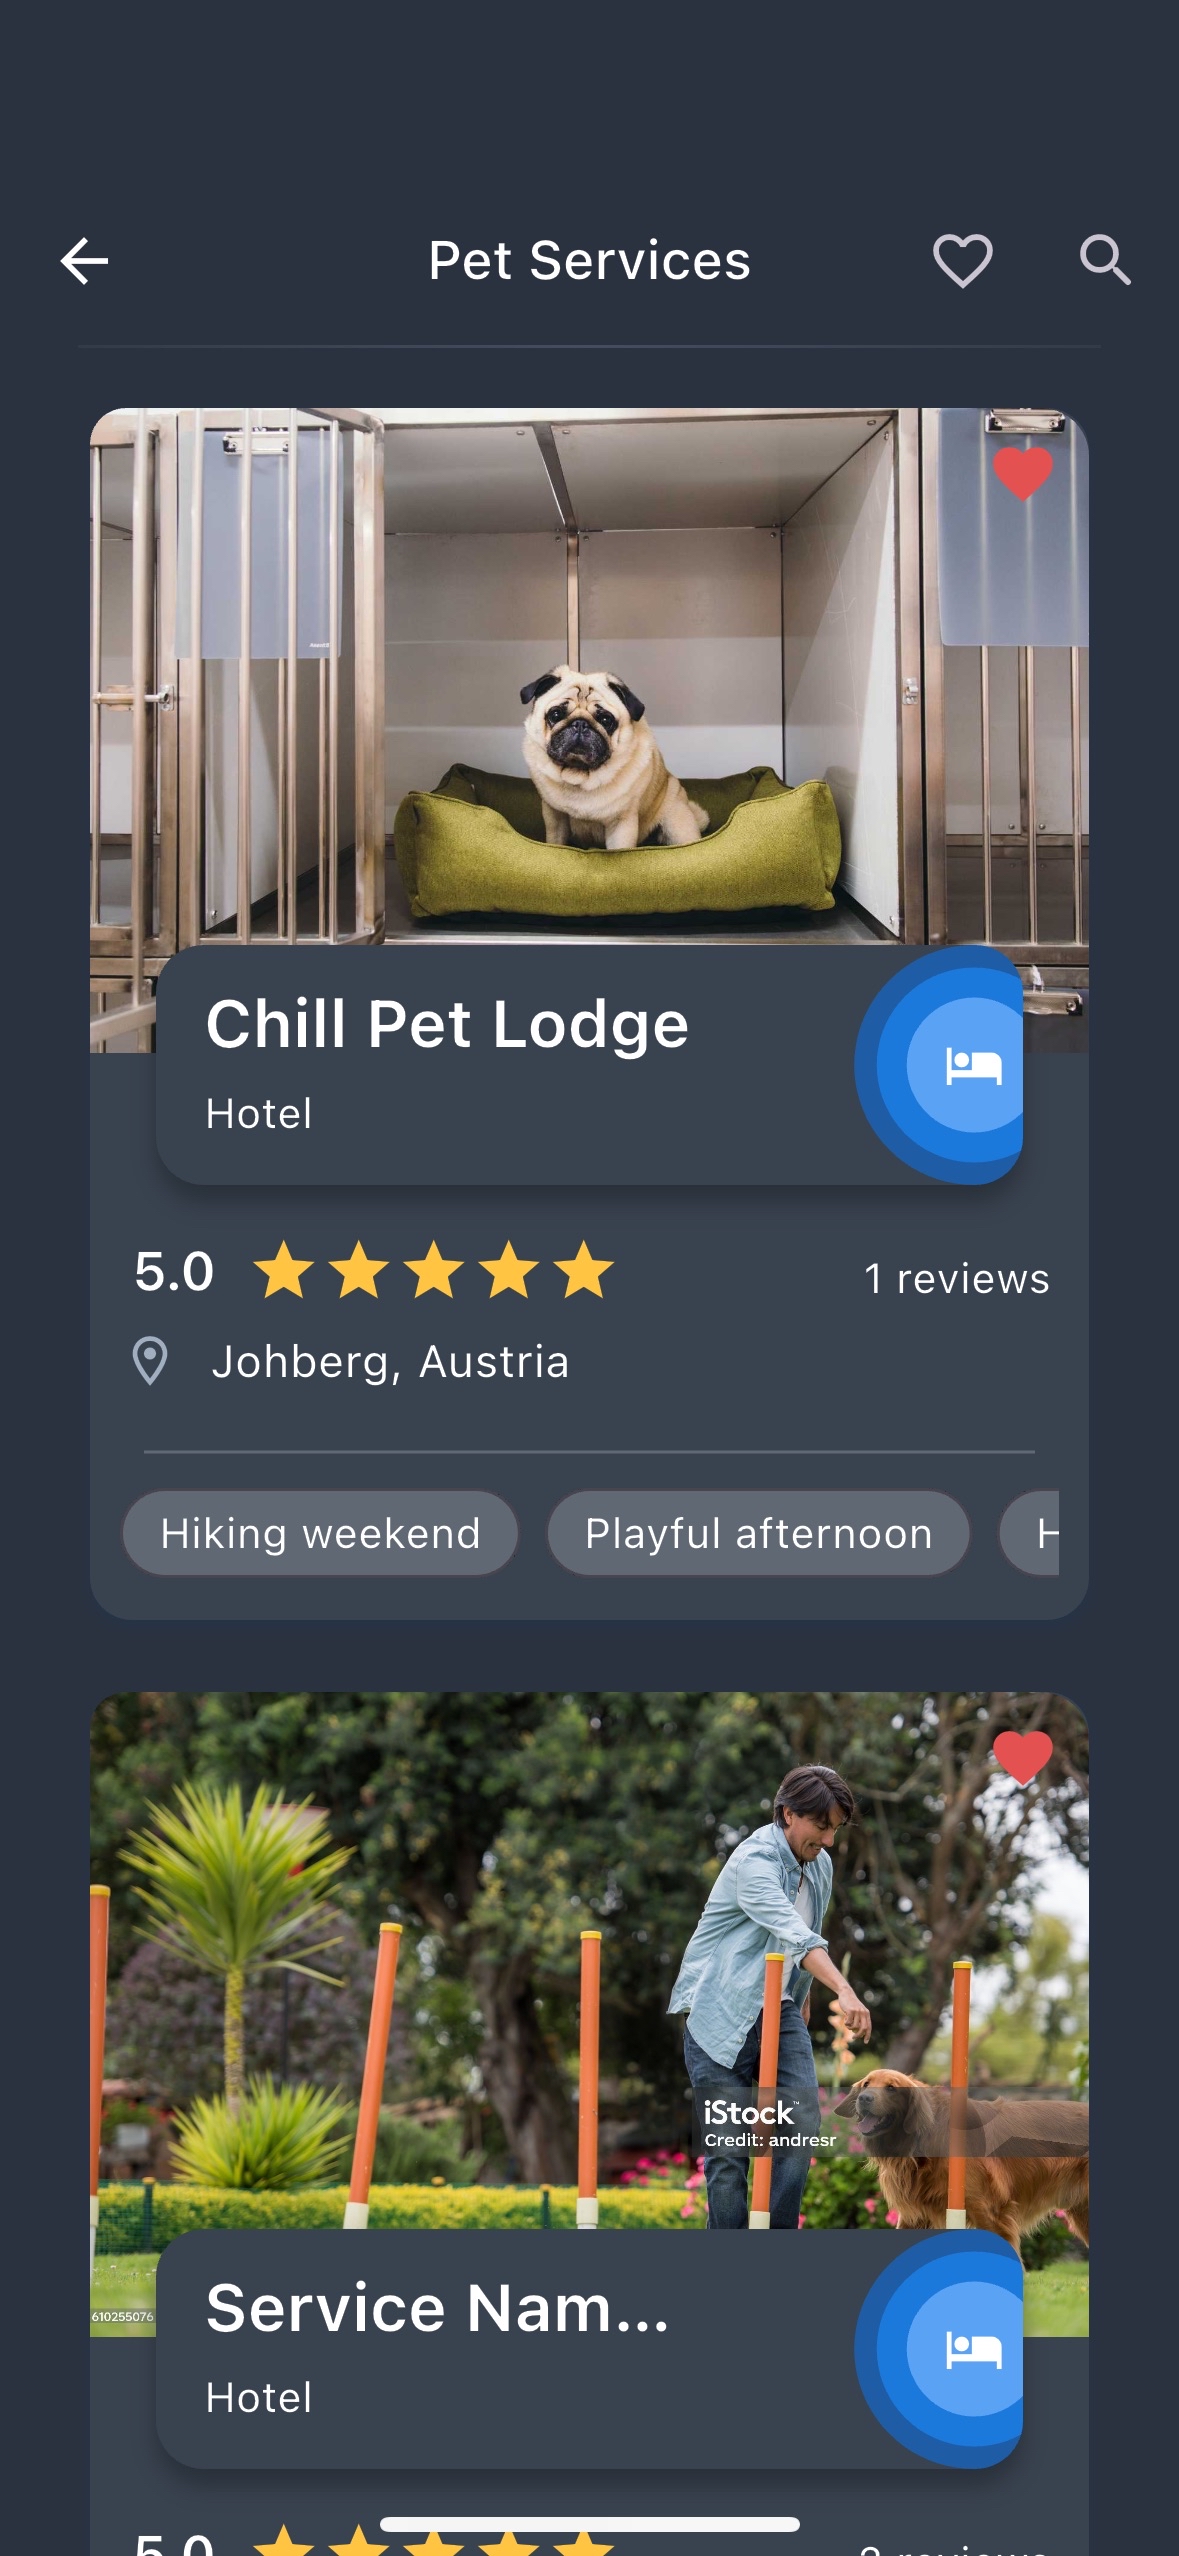 Pet Services
Chill Pet Lodge
Hotel
5.0
1 reviews
Johberg, Austria
Hiking weekend
Playful afternoon
H
iStock
Credit: andresr
610255076
Service Nam...
Hotel
5.0
reviews